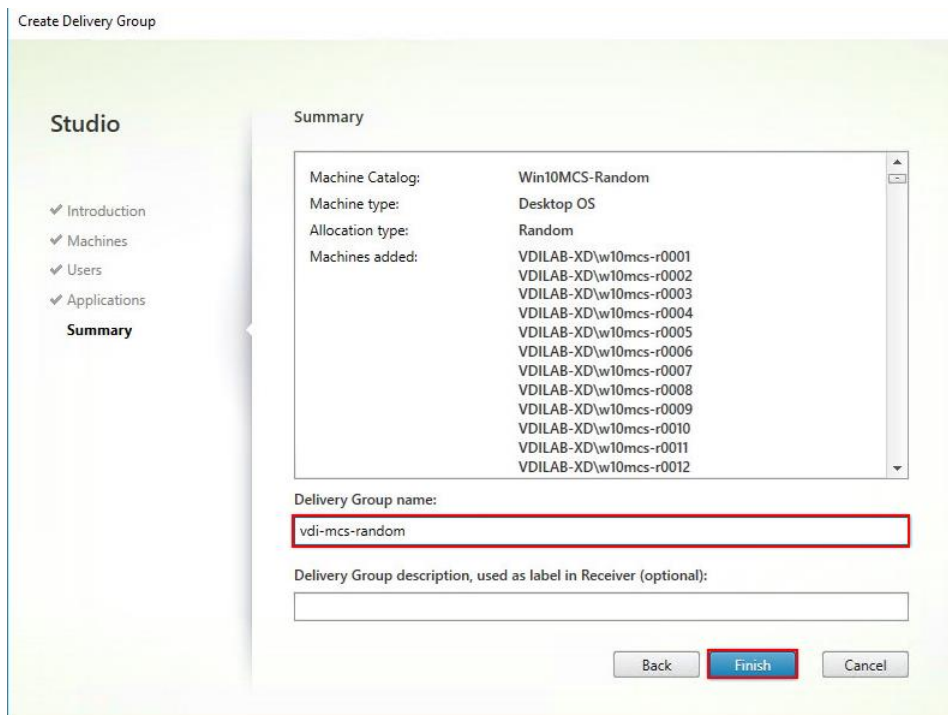 Create Delivery Group
Studio
Introduction
Machines
Users
Applications
Summary
Summary
Machine Catalog: Win10MCS-Random
Machine type: Desktop OS
Allocation type: Random
Machines added: VDILAB-XD\w10mcs-r0001
VDILAB-XD\w10mcs-r0002
VDILAB-XD\w10mcs-r0003
VDILAB-XD\w10mcs-r0004
VDILAB-XD\w10mcs-r0005
VDILAB-XD\w10mcs-r0006
VDILAB-XD\w10mcs-r0007
VDILAB-XD\w10mcs-r0008
VDILAB-XD\w10mcs-r0009
VDILAB-XD\w10mcs-r0010
VDILAB-XD\w10mcs-r0011
VDILAB-XD\w10mcs-r0012
Delivery Group name:
vdi-mcs-random
Delivery Group description, used as label in Receiver (optional):
Back Finish Cancel